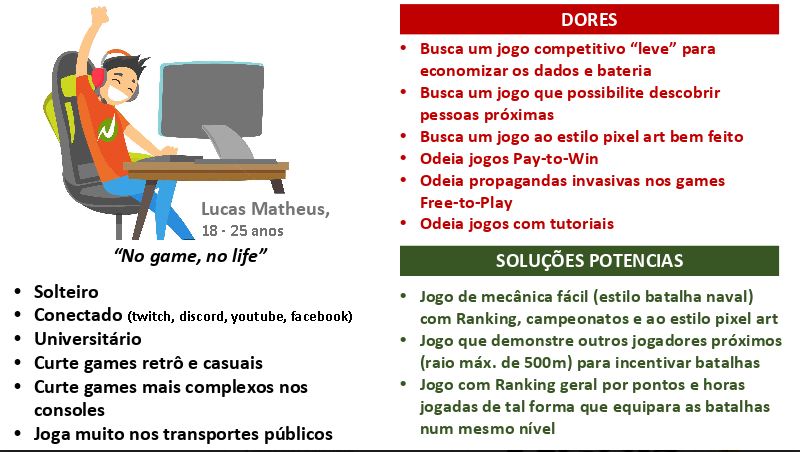 Lucas Matheus,
18 - 25 anos
“No game, no life”
• Solteiro
• Conectado (twitch, discord, youtube, facebook)
• Universitário
• Curte games retrô e casuais
• Curte games mais complexos nos
consoles
• Joga muito nos transportes públicos
DORES
• Busca um jogo competitivo “leve” para
economizar os dados e bateria
• Busca um jogo que possibilite descobrir
pessoas próximas
• Busca um jogo ao estilo pixel art bem feito
• Odeia jogos Pay-to-Win
• Odeia propagandas invasivas nos games
Free-to-Play
• Odeia jogos com tutoriais
SOLUÇÕES POTENCIAS
• Jogo de mecânica fácil (estilo batalha naval)
com Ranking, campeonatos e ao estilo pixel art
• Jogo que demonstre outros jogadores próximos
(raio máx. de 500m) para incentivar batalhas
• Jogo com Ranking geral por pontos e horas
jogadas de tal forma que equipara as batalhas
num mesmo nível